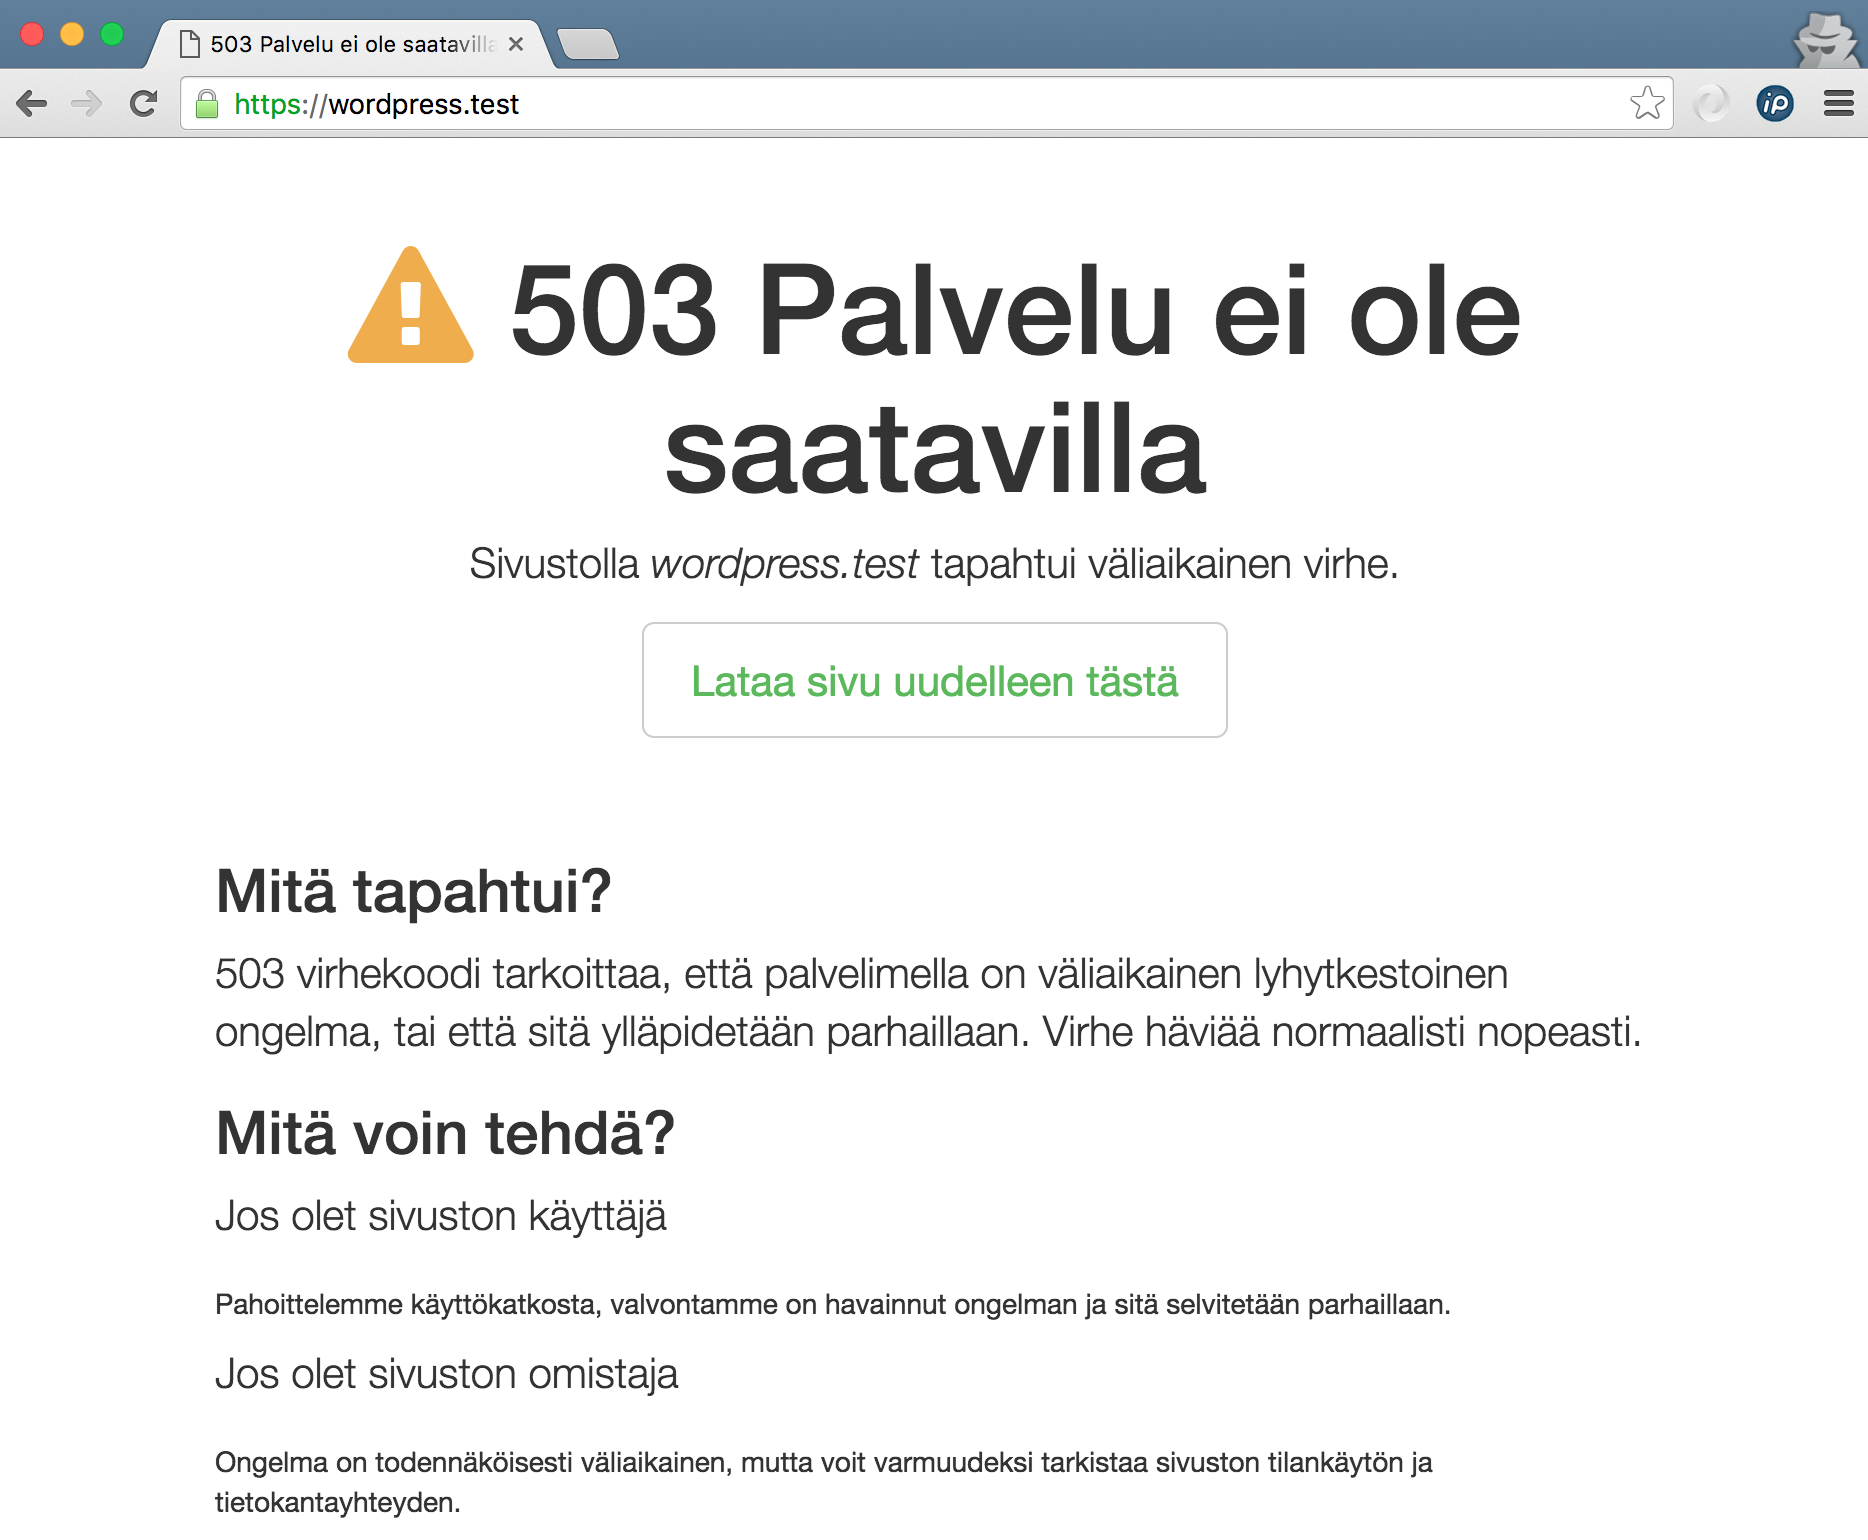 503 Palvelu ei ole saatavilla
https://wordpress.test
iP
503 Palvelu ei ole
saatavilla
Sivustolla wordpress.test tapahtui väliaikainen virhe.
Lataa sivu uudelleen tästä
Mitä tapahtui?
503 virhekoodi tarkoittaa, että palvelimella on väliaikainen lyhytkestoinen
ongelma, tai että sitä ylläpidetään parhaillaan. Virhe häviää normaalisti nopeasti.
Mitä voin tehdä?
Jos olet sivuston käyttäjä
Pahoittelemme käyttökatkosta, valvontamme on havainnut ongelman ja sitä selvitetään parhaillaan.
Jos olet sivuston omistaja
Ongelma on todennäköisesti väliaikainen, mutta voit varmuudeksi tarkistaa sivuston tilankäytön ja
tietokantayhteyden.